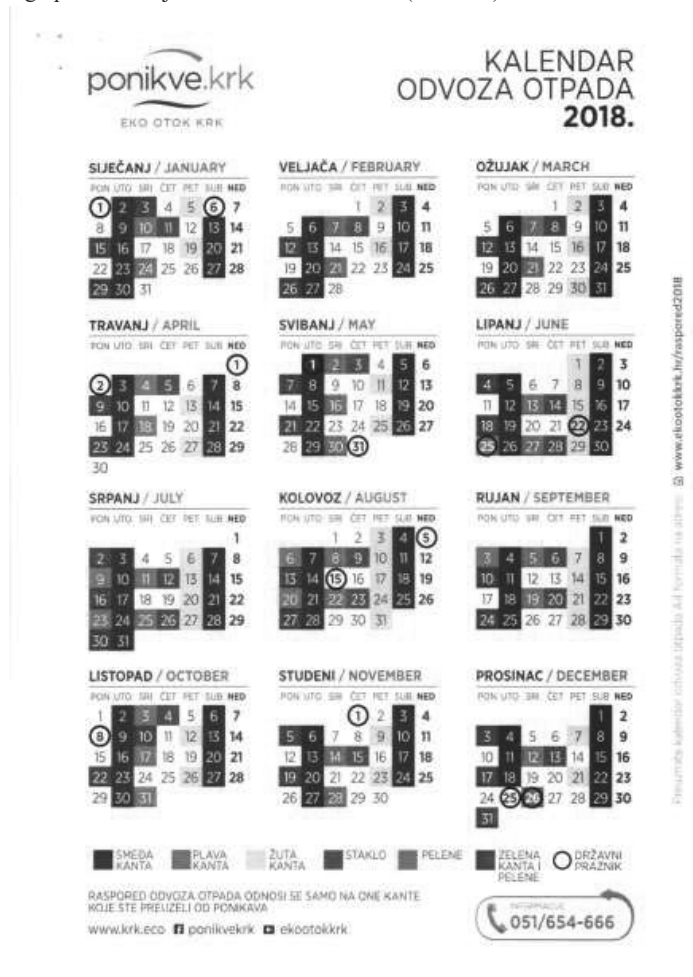 ponikve.krk
EKO OTOK KRK
KALENDAR
ODVOZA OTPADA
2018.
SIJEČANJ / JANUARY
PON UTO SRI ČET PET SUB NED
1 2 3 4 5 6 7
8 9 10 11 12 13 14
15 16 17 18 19 20 21
22 23 24 25 26 27 28
29 30 31
VELJAČA / FEBRUARY
PON UTO SRI ČET PET SUB NED
1 2 3 4
5 6 7 8 9 10 11
12 13 14 15 16 17 18
19 20 21 22 23 24 25
26 27 28
OŽUJAK / MARCH
PON UTO SRI ČET PET SUB NED
1 2 3 4
5 6 7 8 9 10 11
12 13 14 15 16 17 18
19 20 21 22 23 24 25
26 27 28 29 30 31
TRAVANJ / APRIL
PON UTO SRI ČET PET SUB NED
1
2 3 4 5 6 7 8
9 10 11 12 13 14 15
16 17 18 19 20 21 22
23 24 25 26 27 28 29
30
SVIBANJ / MAY
PON UTO SRI ČET PET SUB NED
1 2 3 4 5 6
7 8 9 10 11 12 13
14 15 16 17 18 19 20
21 22 23 24 25 26 27
28 29 30 31
LIPANJ / JUNE
PON UTO SRI ČET PET SUB NED
1 2 3
4 5 6 7 8 9 10
11 12 13 14 15 16 17
18 19 20 21 22 23 24
25 26 27 28 29 30
SRPANJ / JULY
PON UTO SRI ČET PET SUB NED
1
2 3 4 5 6 7 8
9 10 11 12 13 14 15
16 17 18 19 20 21 22
23 24 25 26 27 28 29
30 31
KOLOVOZ / AUGUST
PON UTO SRI ČET PET SUB NED
1 2 3 4 5
6 7 8 9 10 11 12
13 14 15 16 17 18 19
20 21 22 23 24 25 26
27 28 29 30 31
RUJAN / SEPTEMBER
PON UTO SRI ČET PET SUB NED
1 2
3 4 5 6 7 8 9
10 11 12 13 14 15 16
17 18 19 20 21 22 23
24 25 26 27 28 29 30
LISTOPAD / OCTOBER
PON UTO SRI ČET PET SUB NED
1 2 3 4 5 6 7
8 9 10 11 12 13 14
15 16 17 18 19 20 21
22 23 24 25 26 27 28
29 30 31
STUDENI / NOVEMBER
PON UTO SRI ČET PET SUB NED
1 2 3 4
5 6 7 8 9 10 11
12 13 14 15 16 17 18
19 20 21 22 23 24 25
26 27 28 29 30
PROSINAC / DECEMBER
PON UTO SRI ČET PET SUB NED
1 2
3 4 5 6 7 8 9
10 11 12 13 14 15 16
17 18 19 20 21 22 23
24 25 26 27 28 29 30
31
SMEĐA
KANTA
PLAVA
KANTA
ŽUTA
KANTA
STAKLO
PELENE
ZELENA
KANTA I
PELENE
DRŽAVNI
PRAZNIK
RASPORED ODVOZA OTPADA ODNOSI SE SAMO NA ONE KANTE
KOJE STE PREUZELI OD PONIKAVA
www.krk.eco ponikvekrk ekootokkrk
INFORMACIJE
051/654-666
Preuzmite kalendar odvoza otpada A4 formata na adresi: www.ekootokkrk.hr/raspored2018